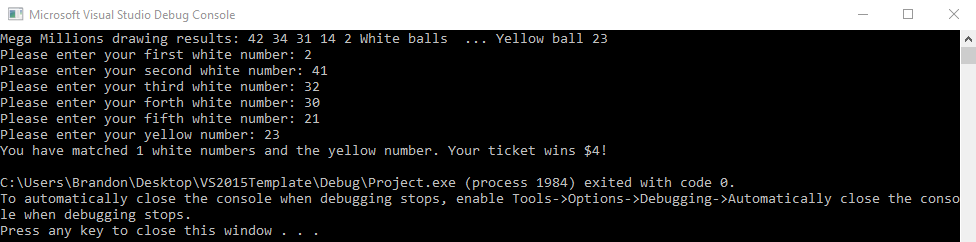 Microsoft Visual Studio Debug Console
Mega Millions drawing results: 42 34 31 14 2 White balls  ... Yellow ball 23
Please enter your first white number: 2
Please enter your second white number: 41
Please enter your third white number: 32
Please enter your forth white number: 30
Please enter your fifth white number: 21
Please enter your yellow number: 23
You have matched 1 white numbers and the yellow number. Your ticket wins $4!
C:\Users\Brandon\Desktop\VS2015Template\Debug\Project.exe (process 1984) exited with code 0.
To automatically close the console when debugging stops, enable Tools->Options->Debugging->Automatically close the conso
le when debugging stops.
Press any key to close this window . . .